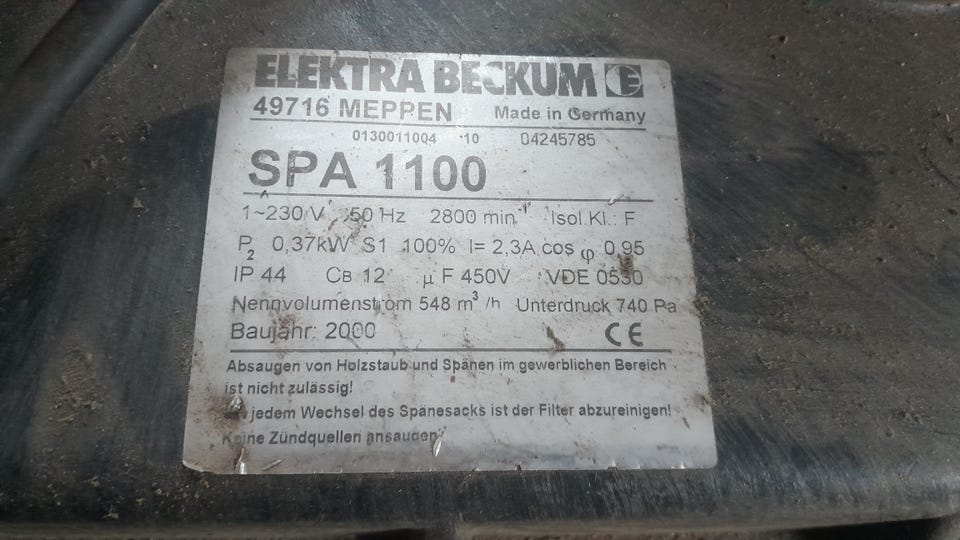 ELEKTRA BECKUM E
49716 MEPPEN Made in Germany
0130011004 10 04245785
SPA 1100
1~230 V 50 Hz 2800 min⁻¹ Isol.Kl.: F
P₂ 0,37kW S1 100% I= 2,3A cos φ 0,95
IP 44 CB 12 µF 450V VDE 0530
Nennvolumenstrom 548 m³/h Unterdruck 740 Pa
Baujahr: 2000 CE
Absaugen von Holzstaub und Spänen im gewerblichen Bereich
ist nicht zulässig!
jedem Wechsel des Spänesacks ist der Filter abzureinigen!
Keine Zündquellen ansaugen